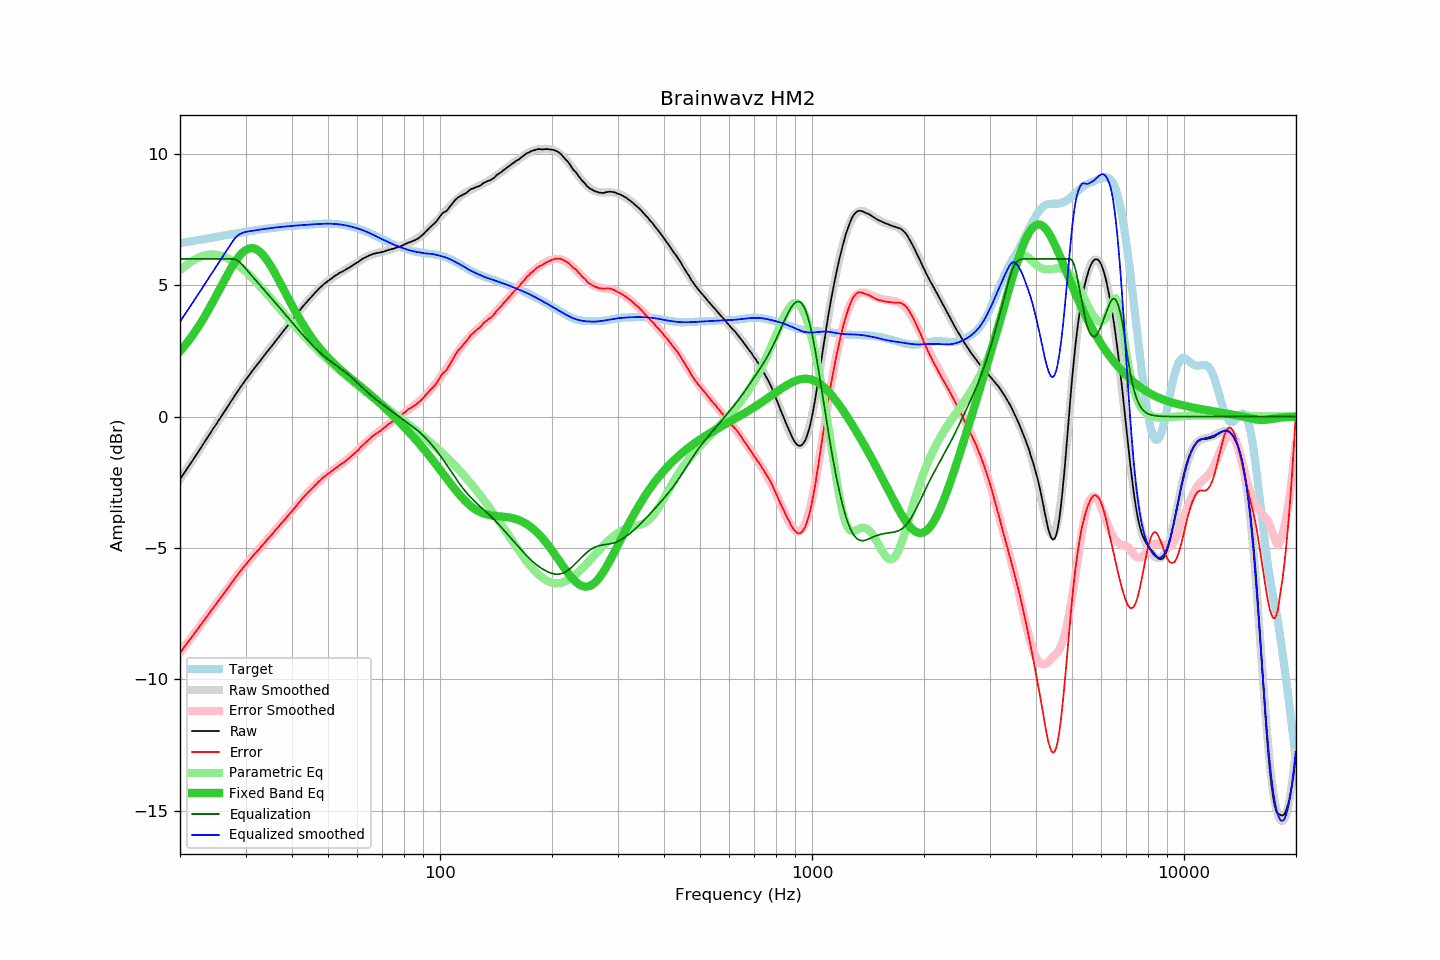 Brainwavz HM2
10
5
0
−5
−10
−15
Amplitude (dBr)
Target
Raw Smoothed
Error Smoothed
Raw
Error
Parametric Eq
Fixed Band Eq
Equalization
Equalized smoothed
100
1000
10000
Frequency (Hz)